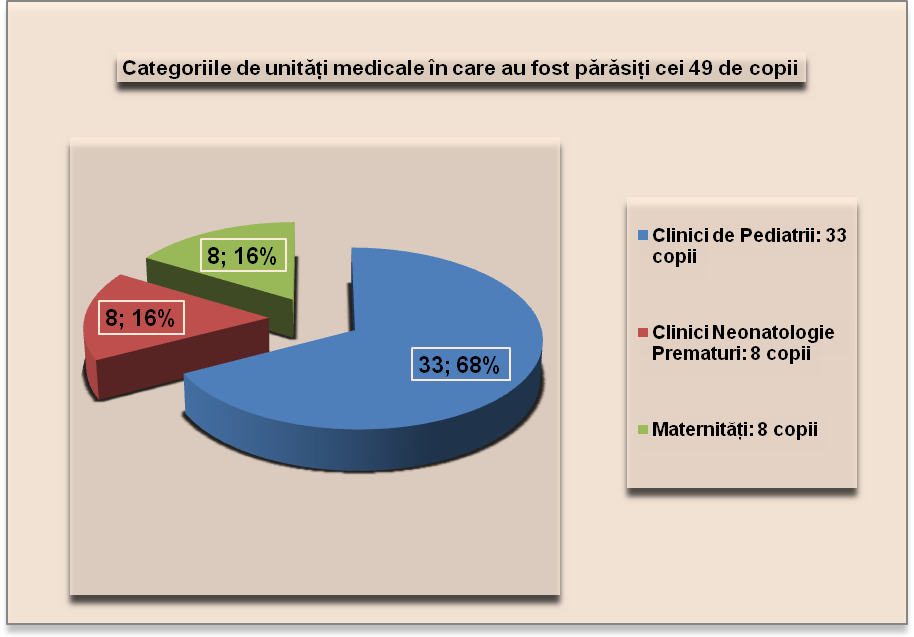 Categoriile de unități medicale în care au fost părăsiți cei 49 de copii
8; 16%
8; 16%
33; 68%
Clinici de Pediatrii: 33
copii
Clinici Neonatologie
Prematuri: 8 copii
Maternități: 8 copii